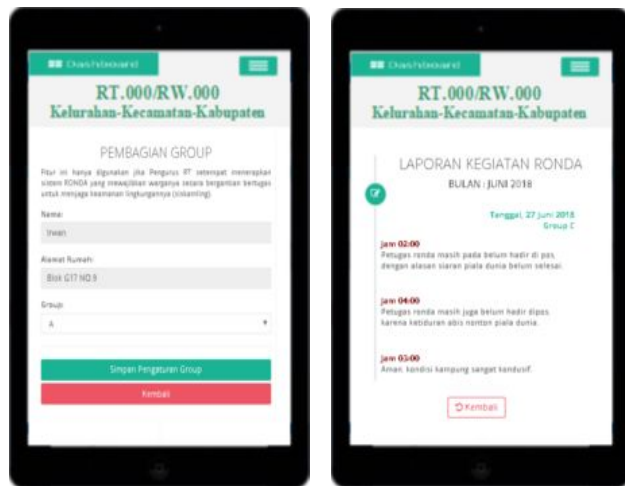 Dashboard
RT.000/RW.000
Kelurahan-Kecamatan-Kabupaten
PEMBAGIAN GROUP
Fitur ini hanya digunakan jika Pengurus RT setempat menerapkan
sistem RONDA yang mewajibkan warganya secara bergantian bertugas
untuk menjaga keamanan lingkungannya (siskamling).
Nama:
Irwan
Alamat Rumah:
Blok G17 NO.9
Group:
A
Simpan Pengaturan Group
Kembali
Dashboard
RT.000/RW.000
Kelurahan-Kecamatan-Kabupaten
LAPORAN KEGIATAN RONDA
BULAN : JUNI 2018
Tanggal, 27 Juni 2018
Group C
Jam 02:00
Petugas ronda masih pada belum hadir di pos,
dengan alasan siaran piala dunia belum selesai.
Jam 04:00
Petugas ronda masih juga belum hadir dipos,
karena ketiduran abis nonton piala dunia.
Jam 03:00
Aman, kondisi kampung sangat kondusif.
Kembali